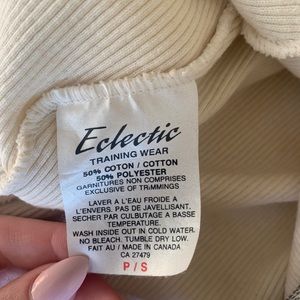 Eclectic
TRAINING WEAR
50% COTON / COTTON
50% POLYESTER
GARNITURES NON COMPRISES
EXCLUSIVE OF TRIMMINGS
LAVER A L'EAU FROIDE A
L'ENVERS. PAS DE JAVELLISANT.
SECHER PAR CULBUTAGE A BASSE
TEMPERATURE.
WASH INSIDE OUT IN COLD WATER.
NO BLEACH. TUMBLE DRY LOW.
FAIT AU / MADE IN CANADA
CA 27479
P / S